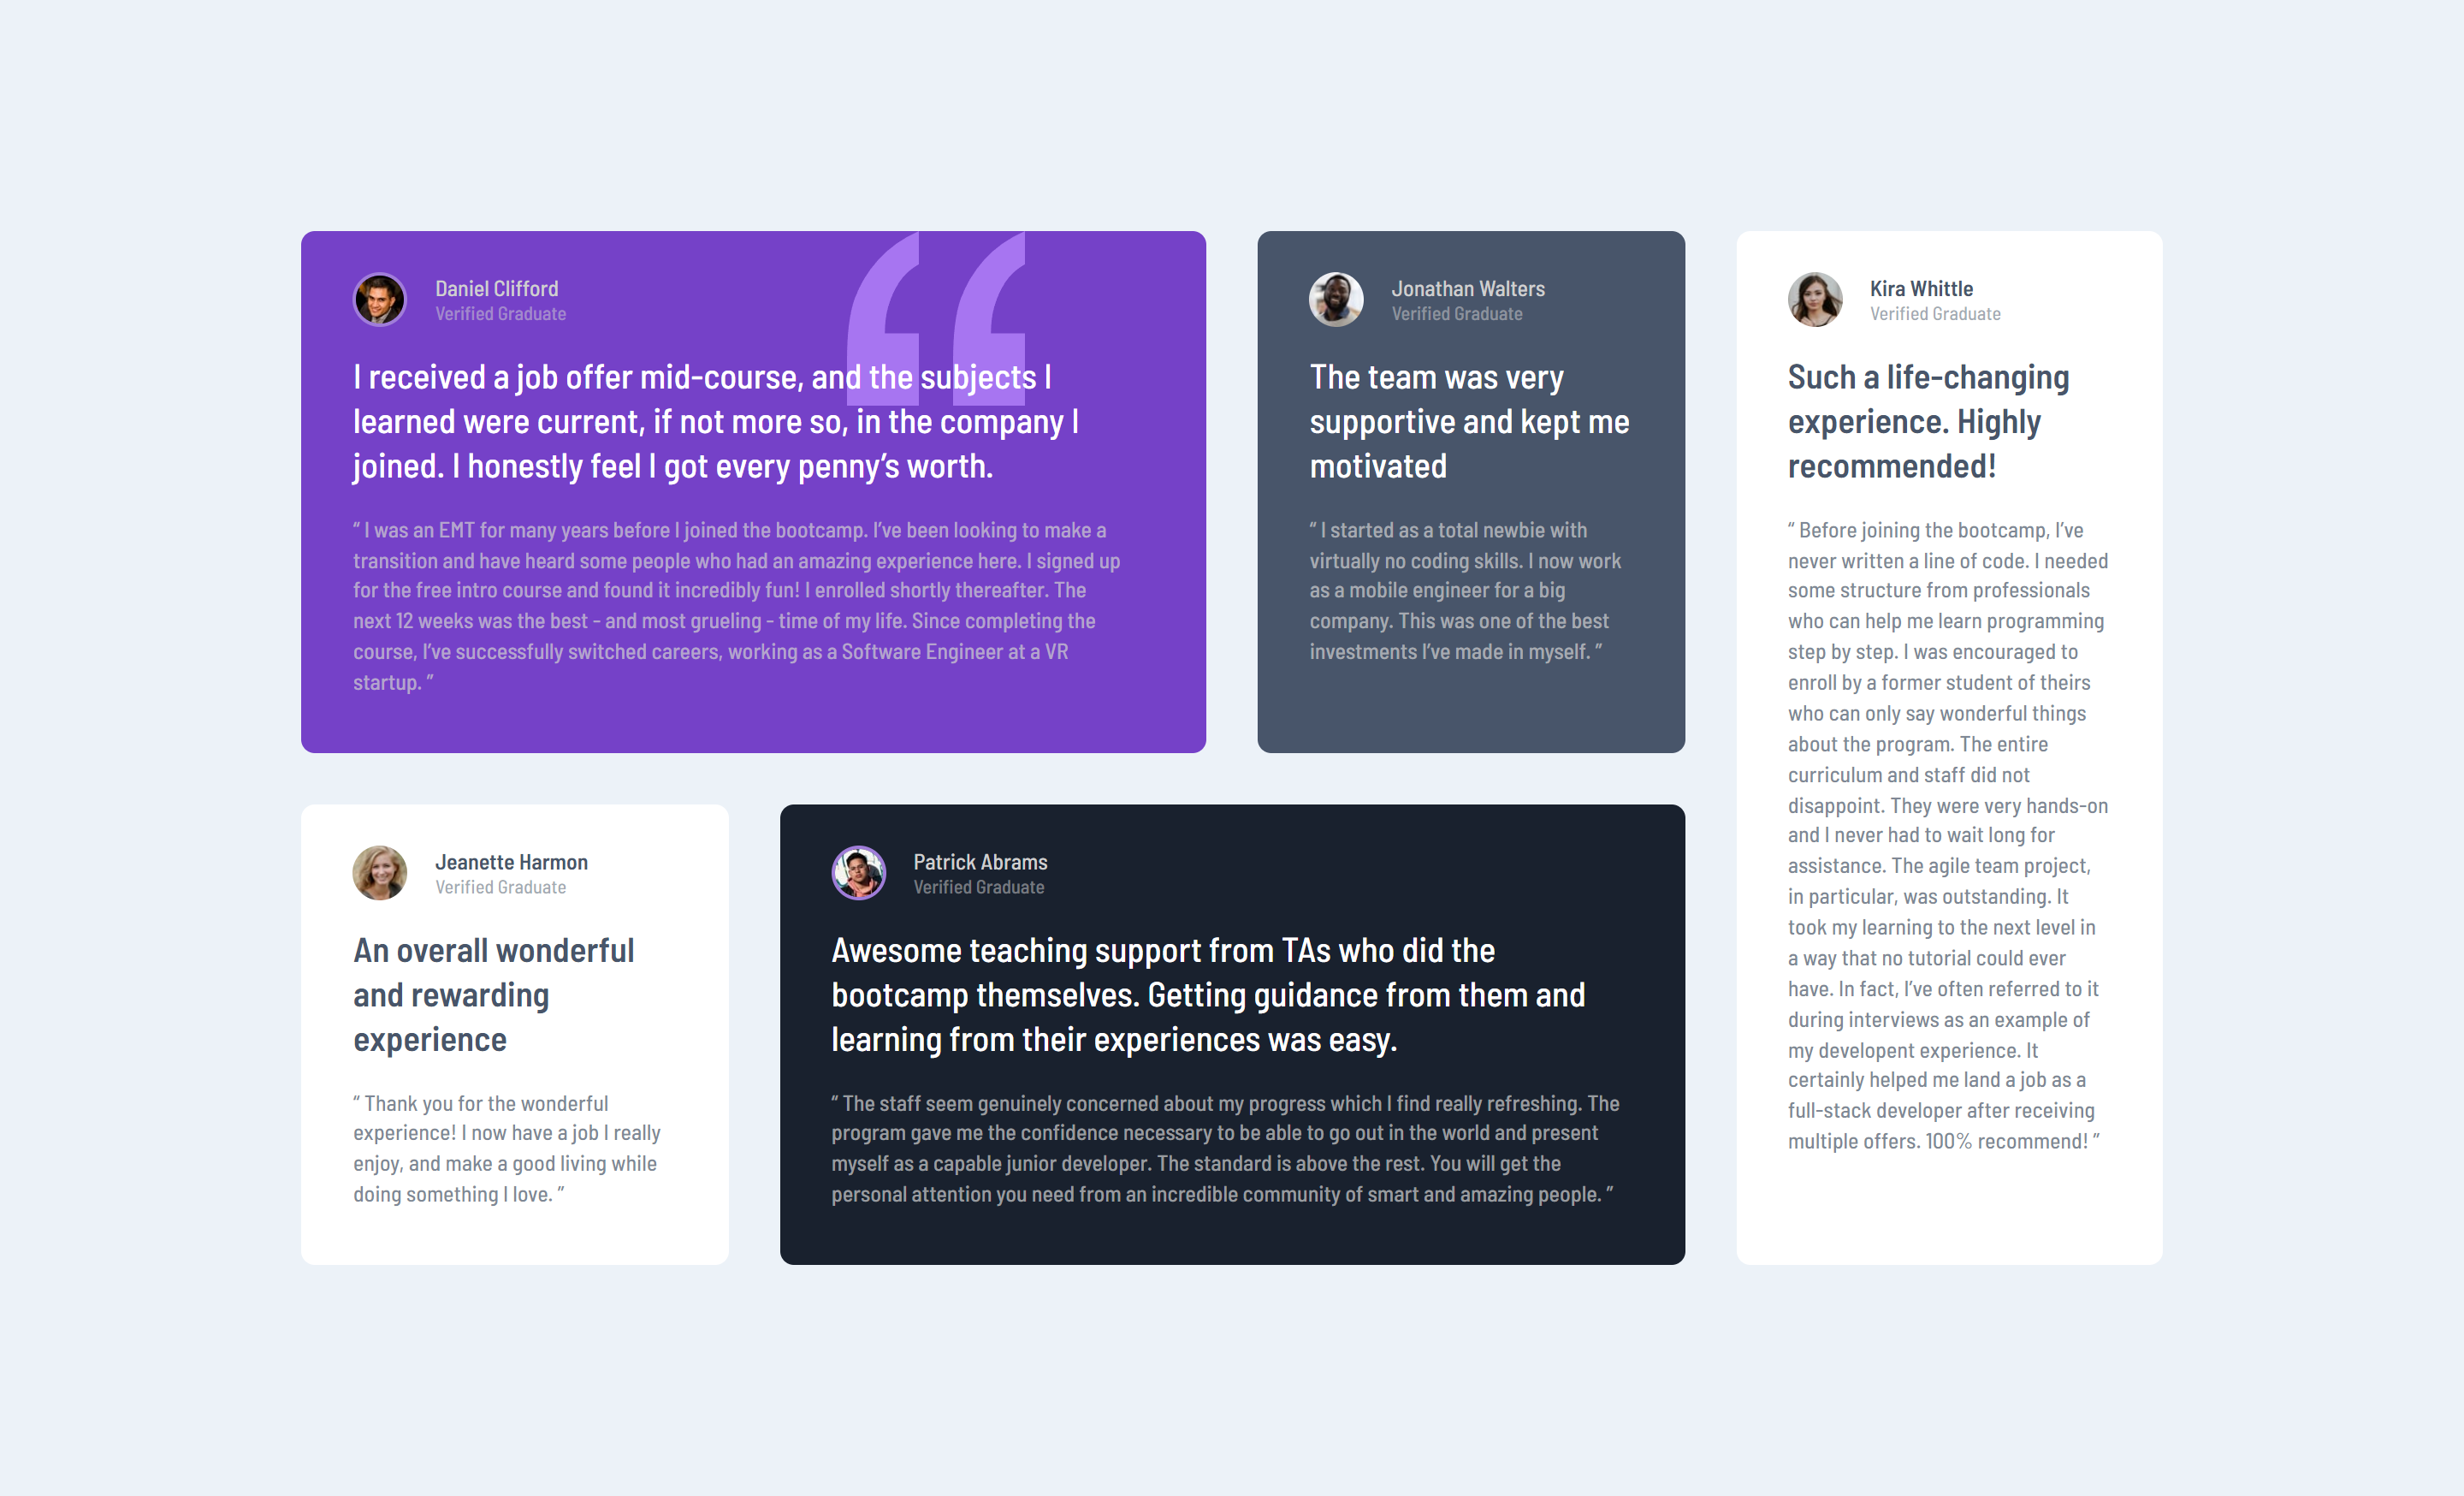 Daniel Clifford
Verified Graduate
I received a job offer mid-course, and the subjects I
learned were current, if not more so, in the company I
joined. I honestly feel I got every penny’s worth.
“ I was an EMT for many years before I joined the bootcamp. I’ve been looking to make a
transition and have heard some people who had an amazing experience here. I signed up
for the free intro course and found it incredibly fun! I enrolled shortly thereafter. The
next 12 weeks was the best - and most grueling - time of my life. Since completing the
course, I’ve successfully switched careers, working as a Software Engineer at a VR
startup. ”
Jonathan Walters
Verified Graduate
The team was very
supportive and kept me
motivated
“ I started as a total newbie with
virtually no coding skills. I now work
as a mobile engineer for a big
company. This was one of the best
investments I’ve made in myself. ”
Kira Whittle
Verified Graduate
Such a life-changing
experience. Highly
recommended!
“ Before joining the bootcamp, I’ve
never written a line of code. I needed
some structure from professionals
who can help me learn programming
step by step. I was encouraged to
enroll by a former student of theirs
who can only say wonderful things
about the program. The entire
curriculum and staff did not
disappoint. They were very hands-on
and I never had to wait long for
assistance. The agile team project,
in particular, was outstanding. It
took my learning to the next level in
a way that no tutorial could ever
have. In fact, I’ve often referred to it
during interviews as an example of
my developent experience. It
certainly helped me land a job as a
full-stack developer after receiving
multiple offers. 100% recommend! ”
Jeanette Harmon
Verified Graduate
An overall wonderful
and rewarding
experience
“ Thank you for the wonderful
experience! I now have a job I really
enjoy, and make a good living while
doing something I love. ”
Patrick Abrams
Verified Graduate
Awesome teaching support from TAs who did the
bootcamp themselves. Getting guidance from them and
learning from their experiences was easy.
“ The staff seem genuinely concerned about my progress which I find really refreshing. The
program gave me the confidence necessary to be able to go out in the world and present
myself as a capable junior developer. The standard is above the rest. You will get the
personal attention you need from an incredible community of smart and amazing people. ”